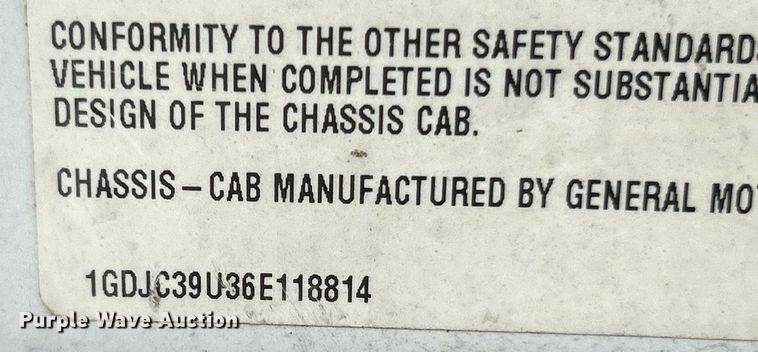 CONFORMITY TO THE OTHER SAFETY STANDARD
VEHICLE WHEN COMPLETED IS NOT SUBSTANTIA
DESIGN OF THE CHASSIS CAB.
CHASSIS – CAB MANUFACTURED BY GENERAL MO
1GDJC39U36E118814
Purple Wave Auction